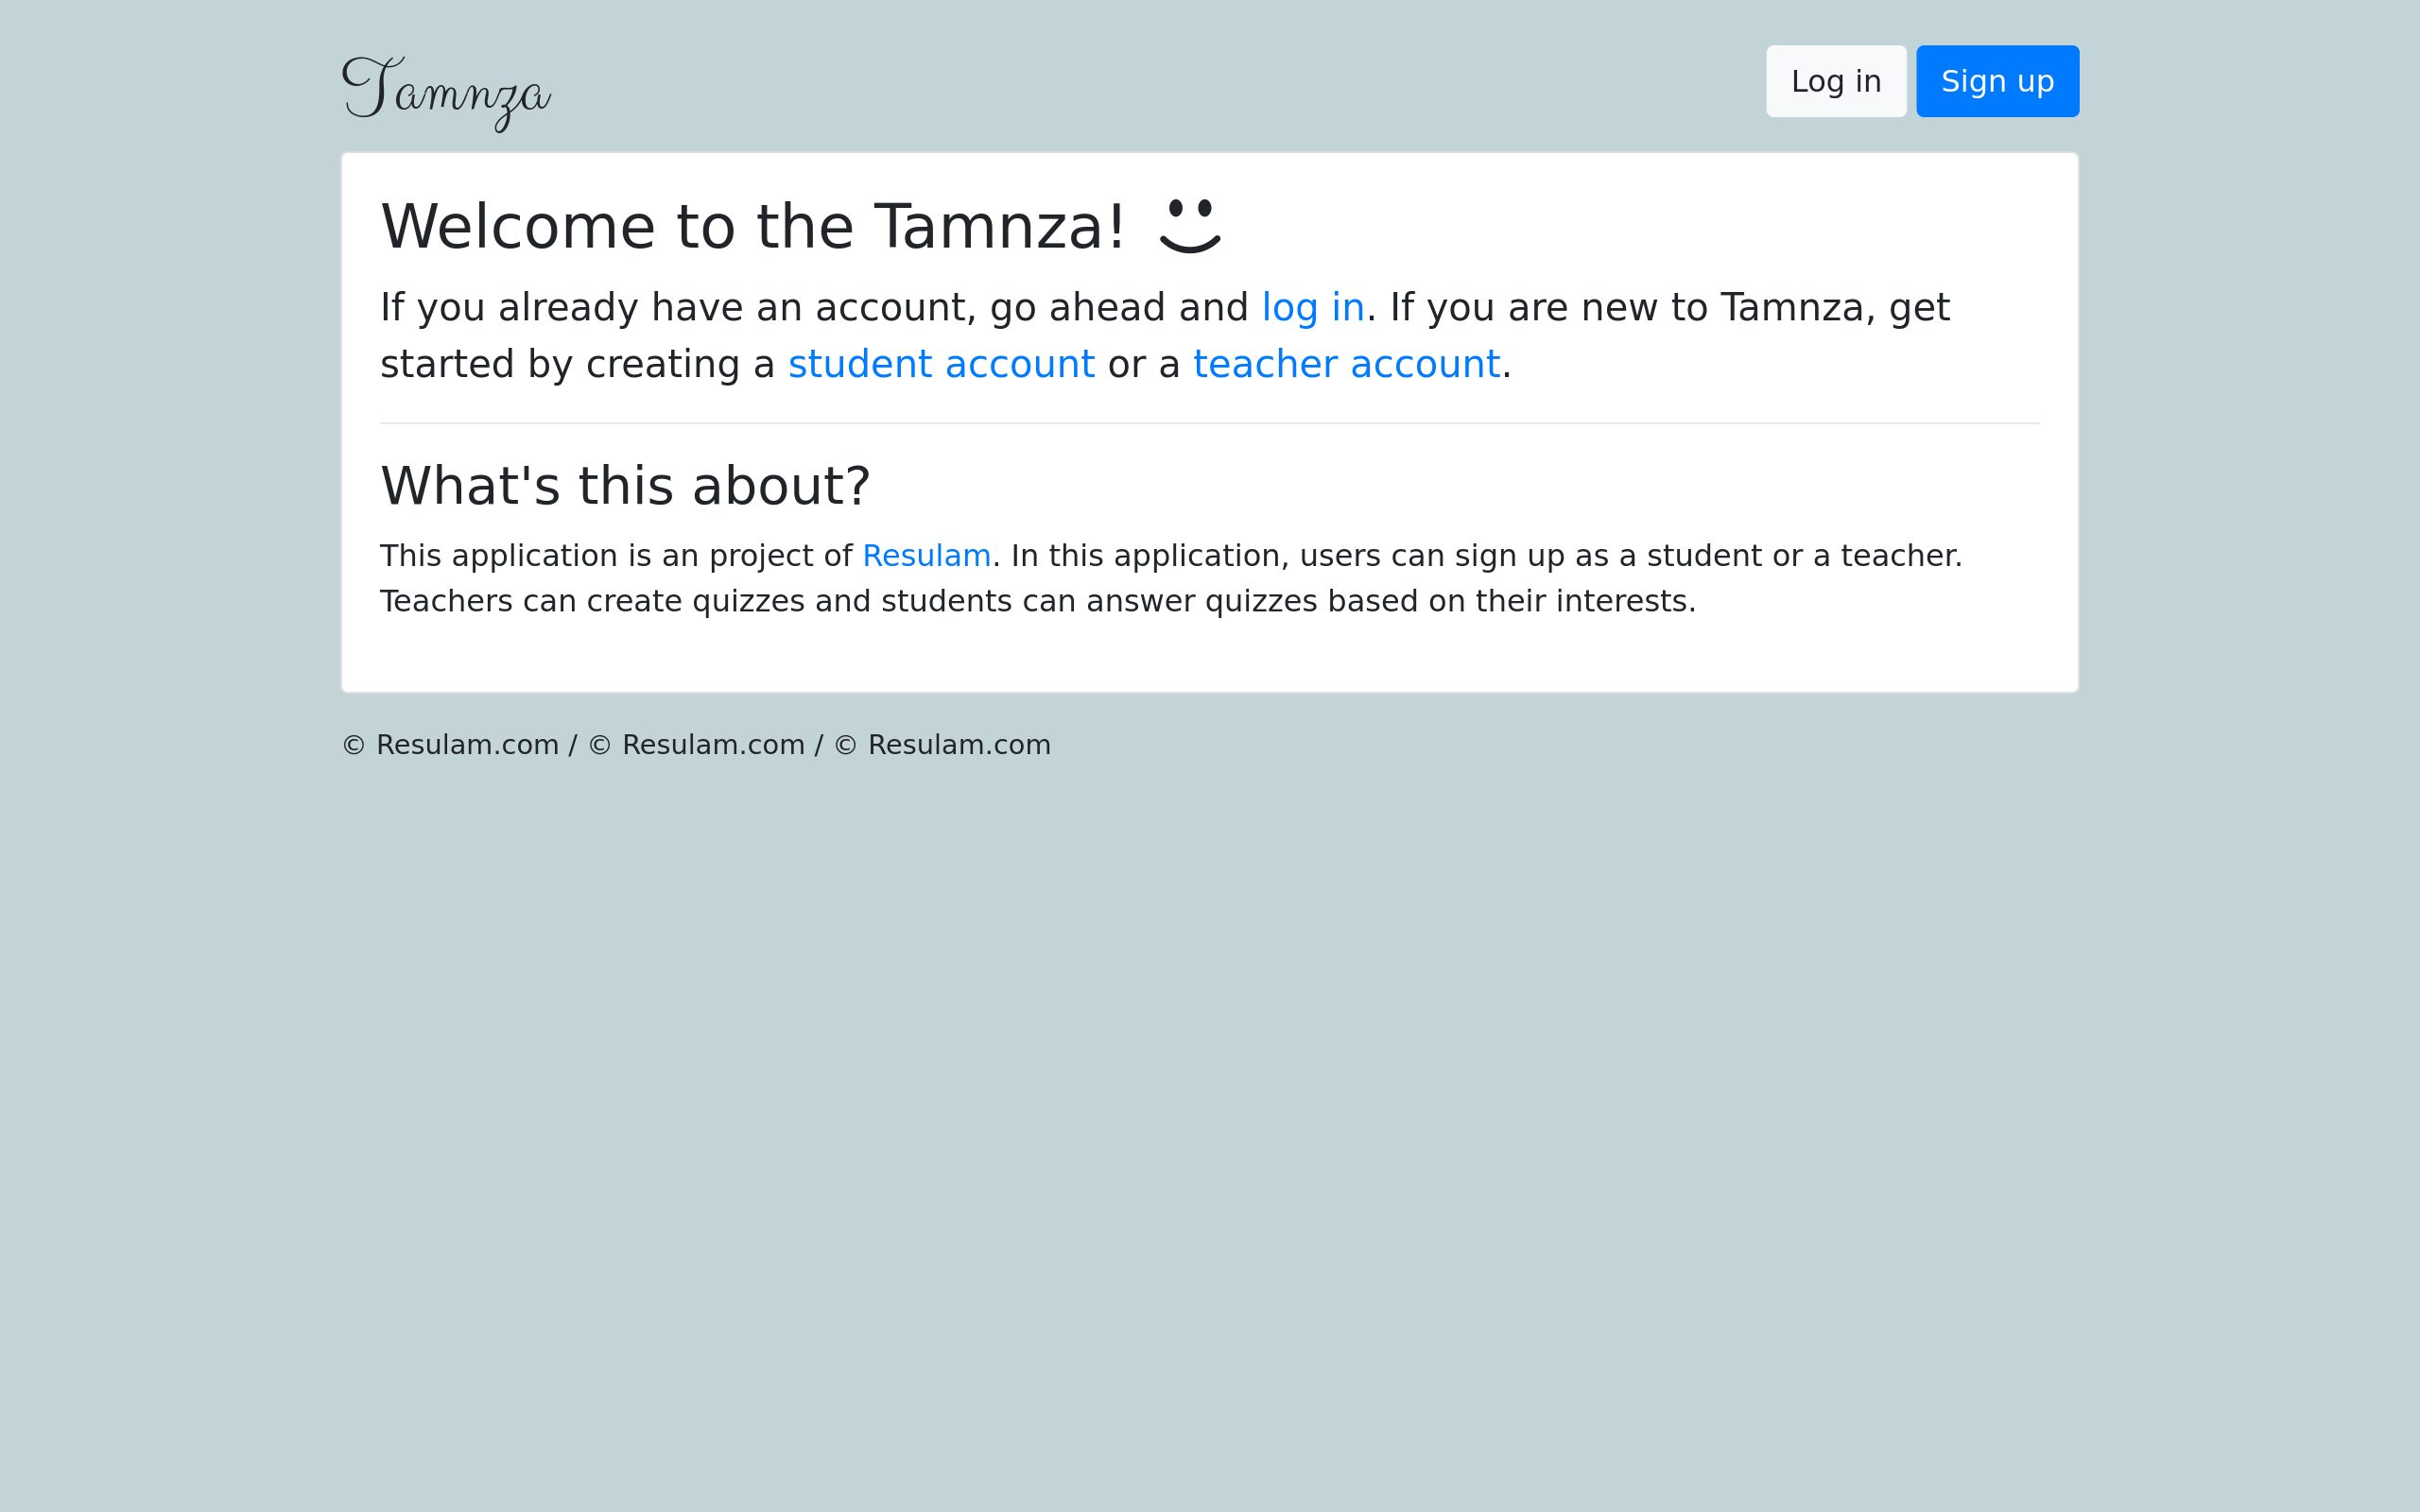 Tamnza
Log in
Sign up
Welcome to the Tamnza!
If you already have an account, go ahead and log in. If you are new to Tamnza, get
started by creating a student account or a teacher account.
What's this about?
This application is an project of Resulam. In this application, users can sign up as a student or a teacher.
Teachers can create quizzes and students can answer quizzes based on their interests.
© Resulam.com / © Resulam.com / © Resulam.com